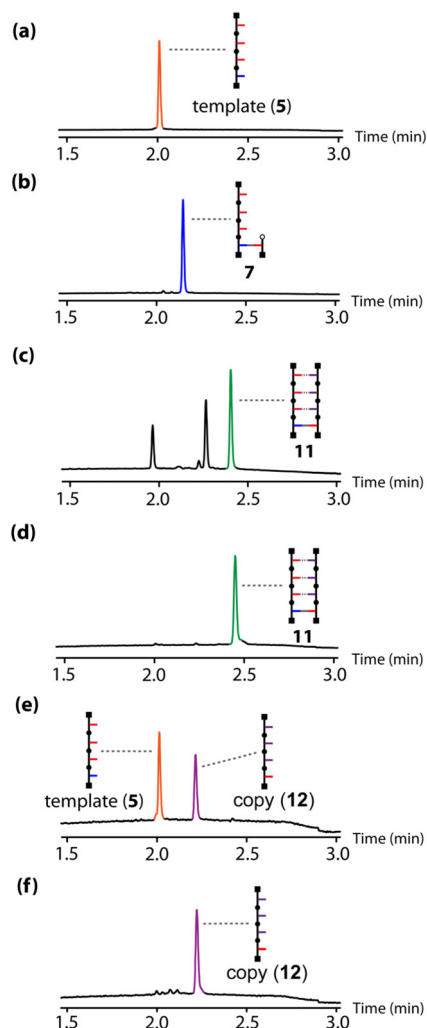 (a)
template (5)
1.5 2.0 2.5 3.0 Time (min)
(b)
7
1.5 2.0 2.5 3.0 Time (min)
(c)
11
1.5 2.0 2.5 3.0 Time (min)
(d)
11
1.5 2.0 2.5 3.0 Time (min)
(e)
template (5) copy (12)
1.5 2.0 2.5 3.0 Time (min)
(f)
copy (12)
1.5 2.0 2.5 3.0 Time (min)